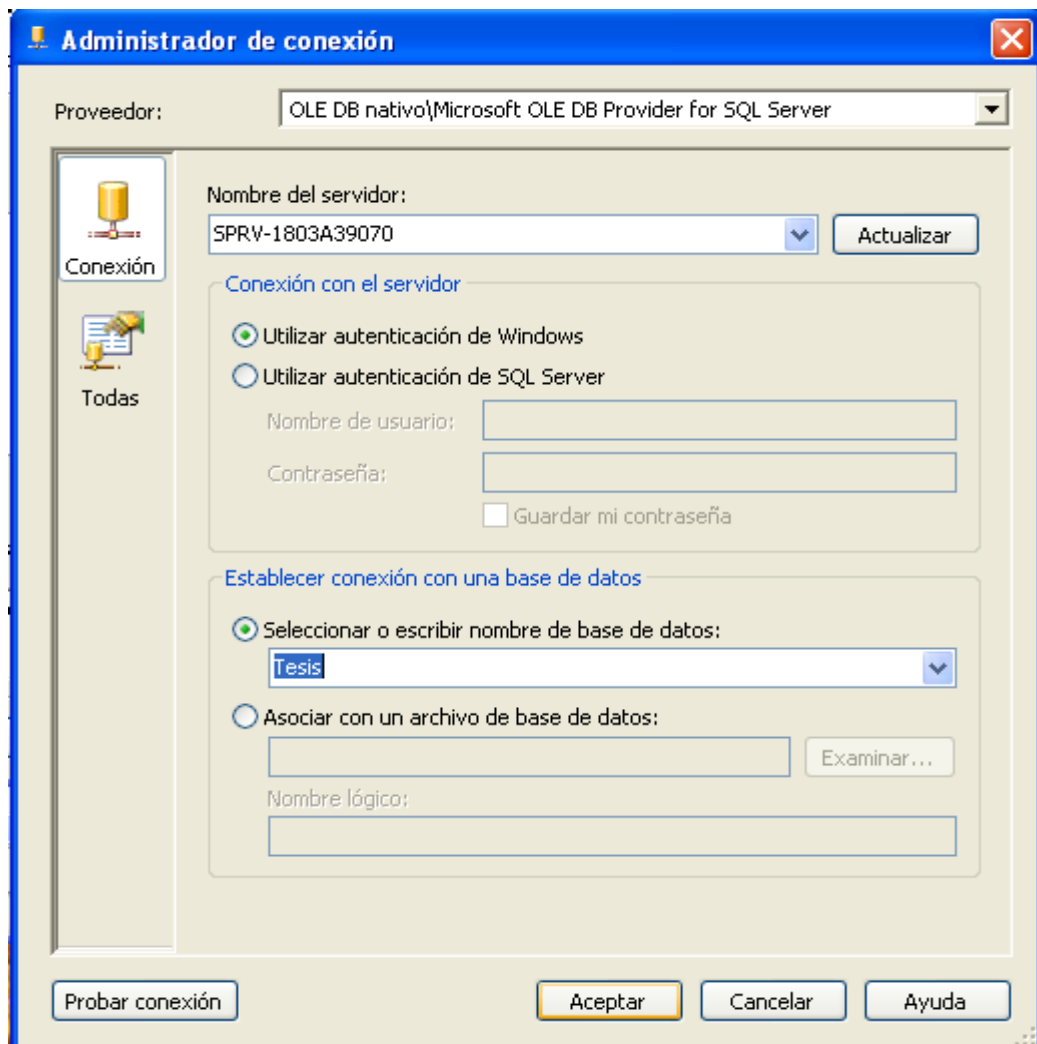 Administrador de conexión
Proveedor:
OLE DB nativo\Microsoft OLE DB Provider for SQL Server
Conexión
Todas
Nombre del servidor:
SPRV-1803A39070
Actualizar
Conexión con el servidor
Utilizar autenticación de Windows
Utilizar autenticación de SQL Server
Nombre de usuario:
Contraseña:
Guardar mi contraseña
Establecer conexión con una base de datos
Seleccionar o escribir nombre de base de datos:
Tesis
Asociar con un archivo de base de datos:
Examinar...
Nombre lógico:
Probar conexión
Aceptar
Cancelar
Ayuda